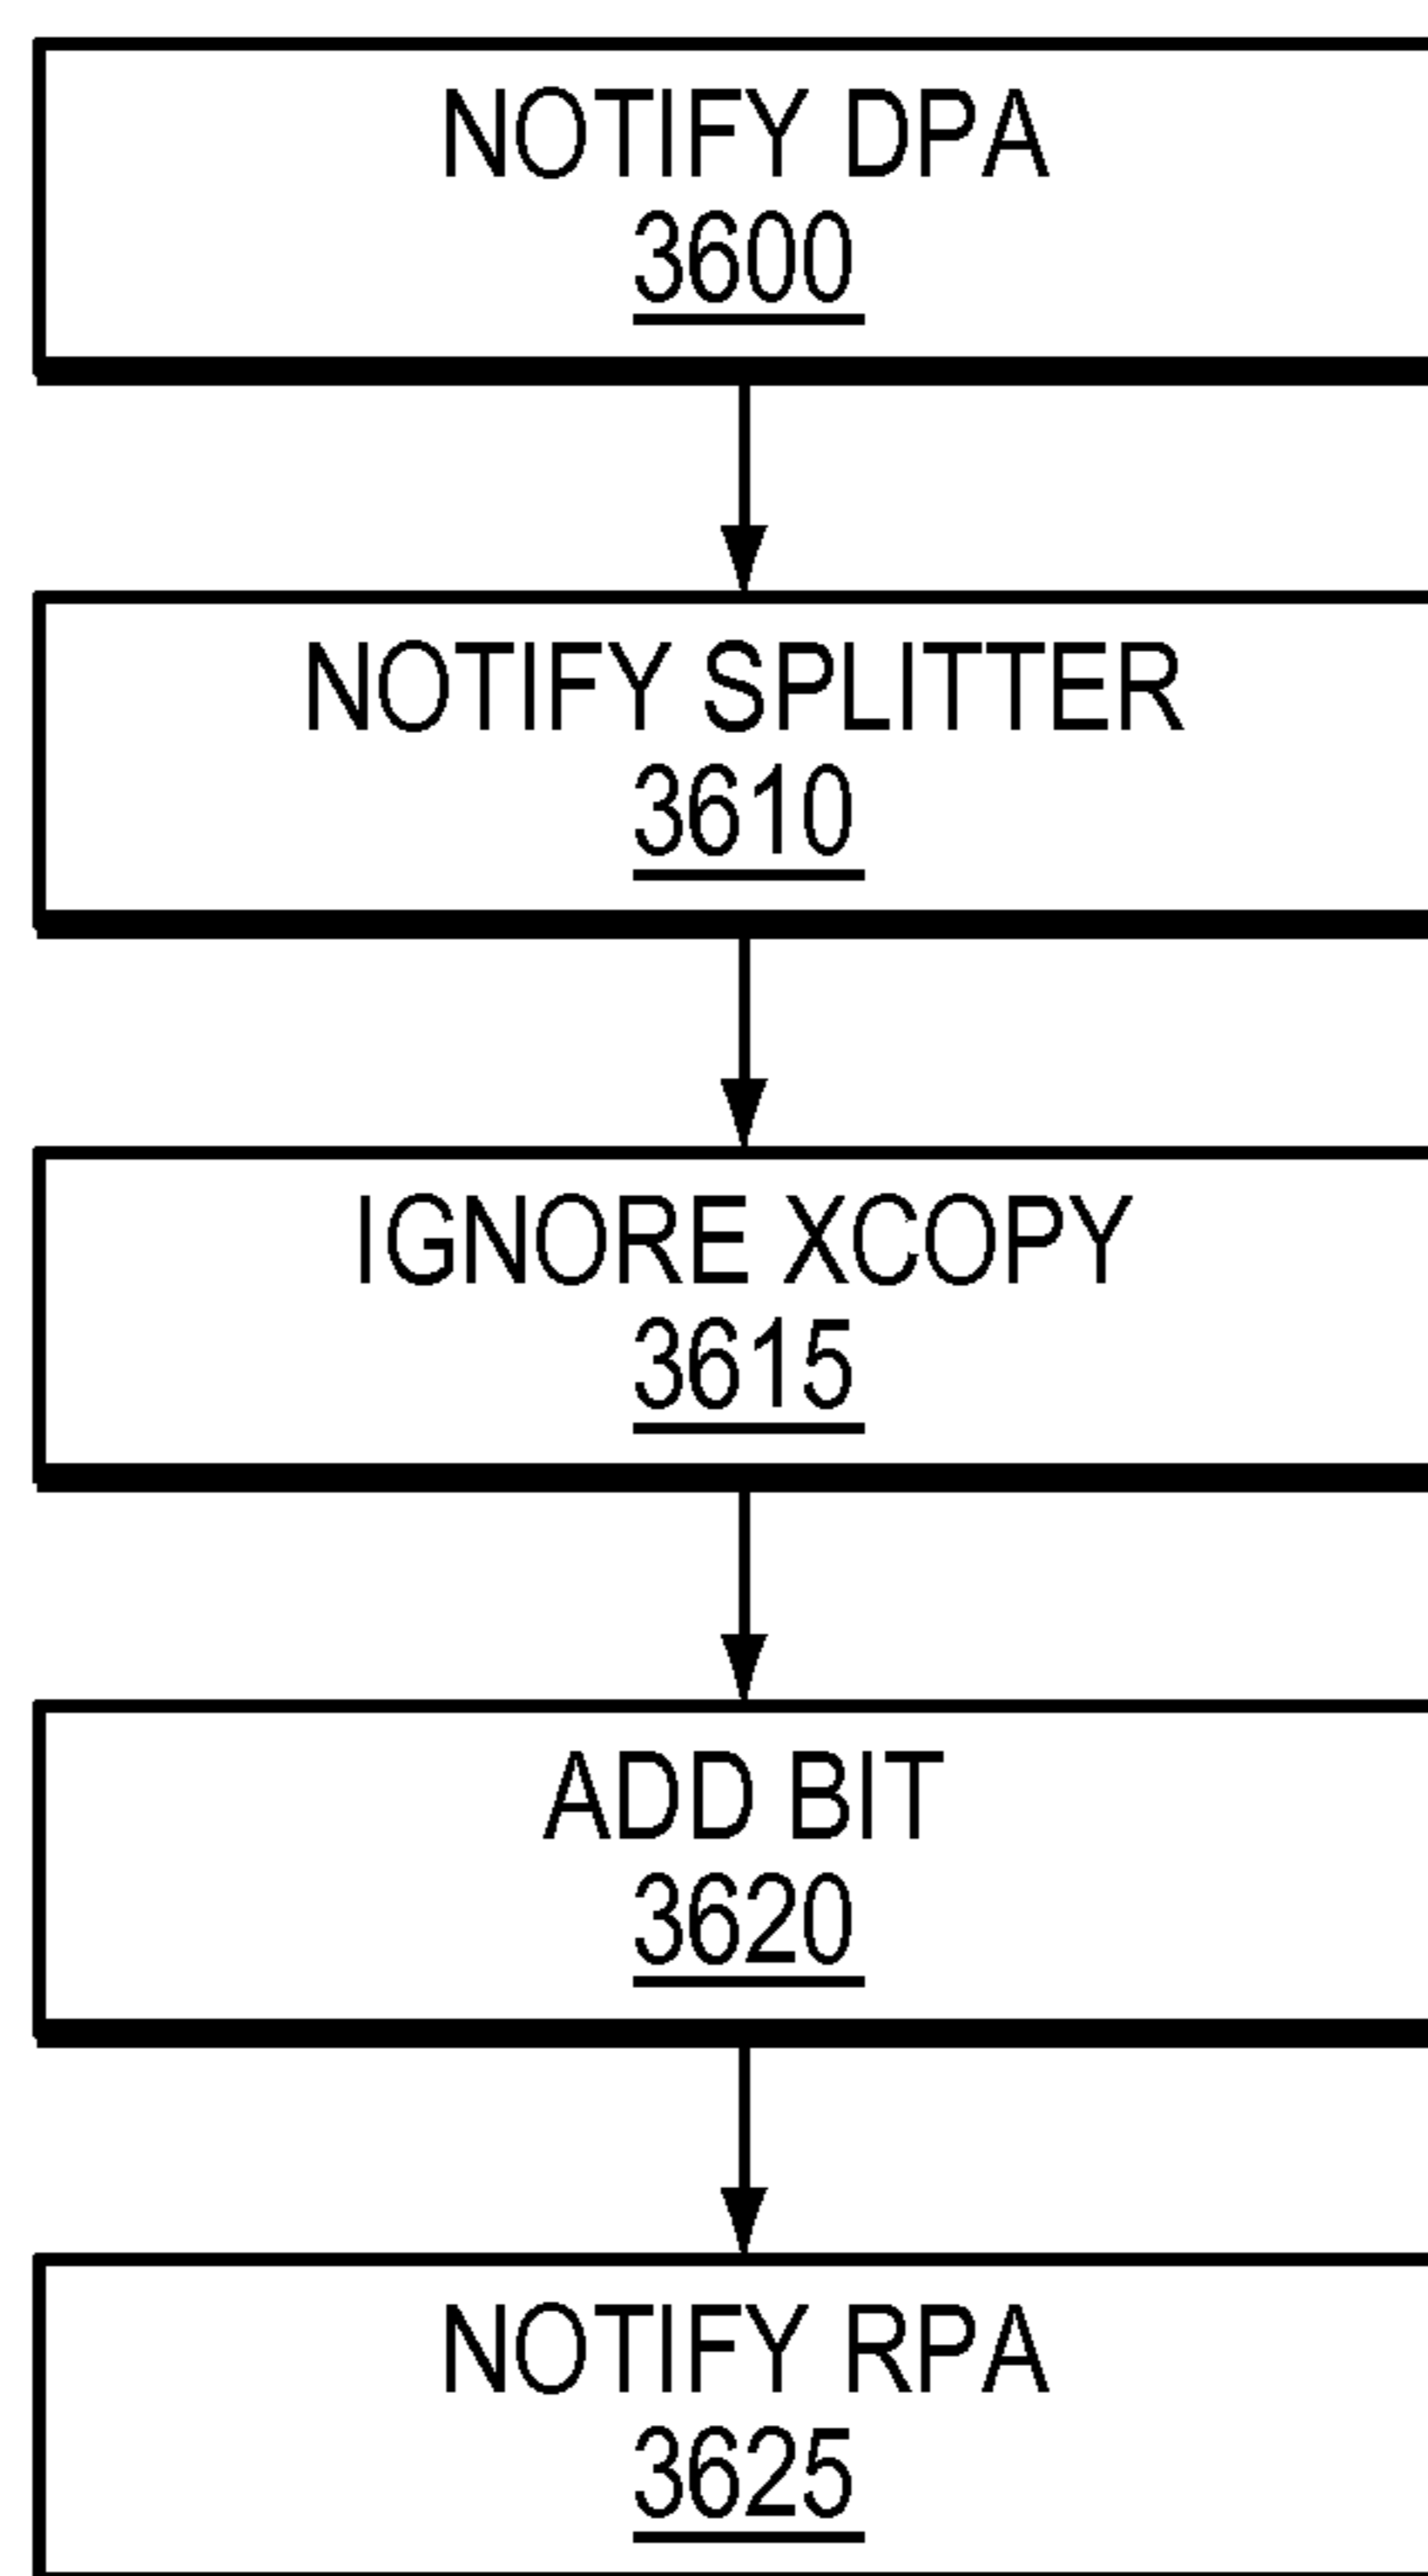 NOTIFY DPA
3600
NOTIFY SPLITTER
3610
IGNORE XCOPY
3615
ADD BIT
3620
NOTIFY RPA
3625